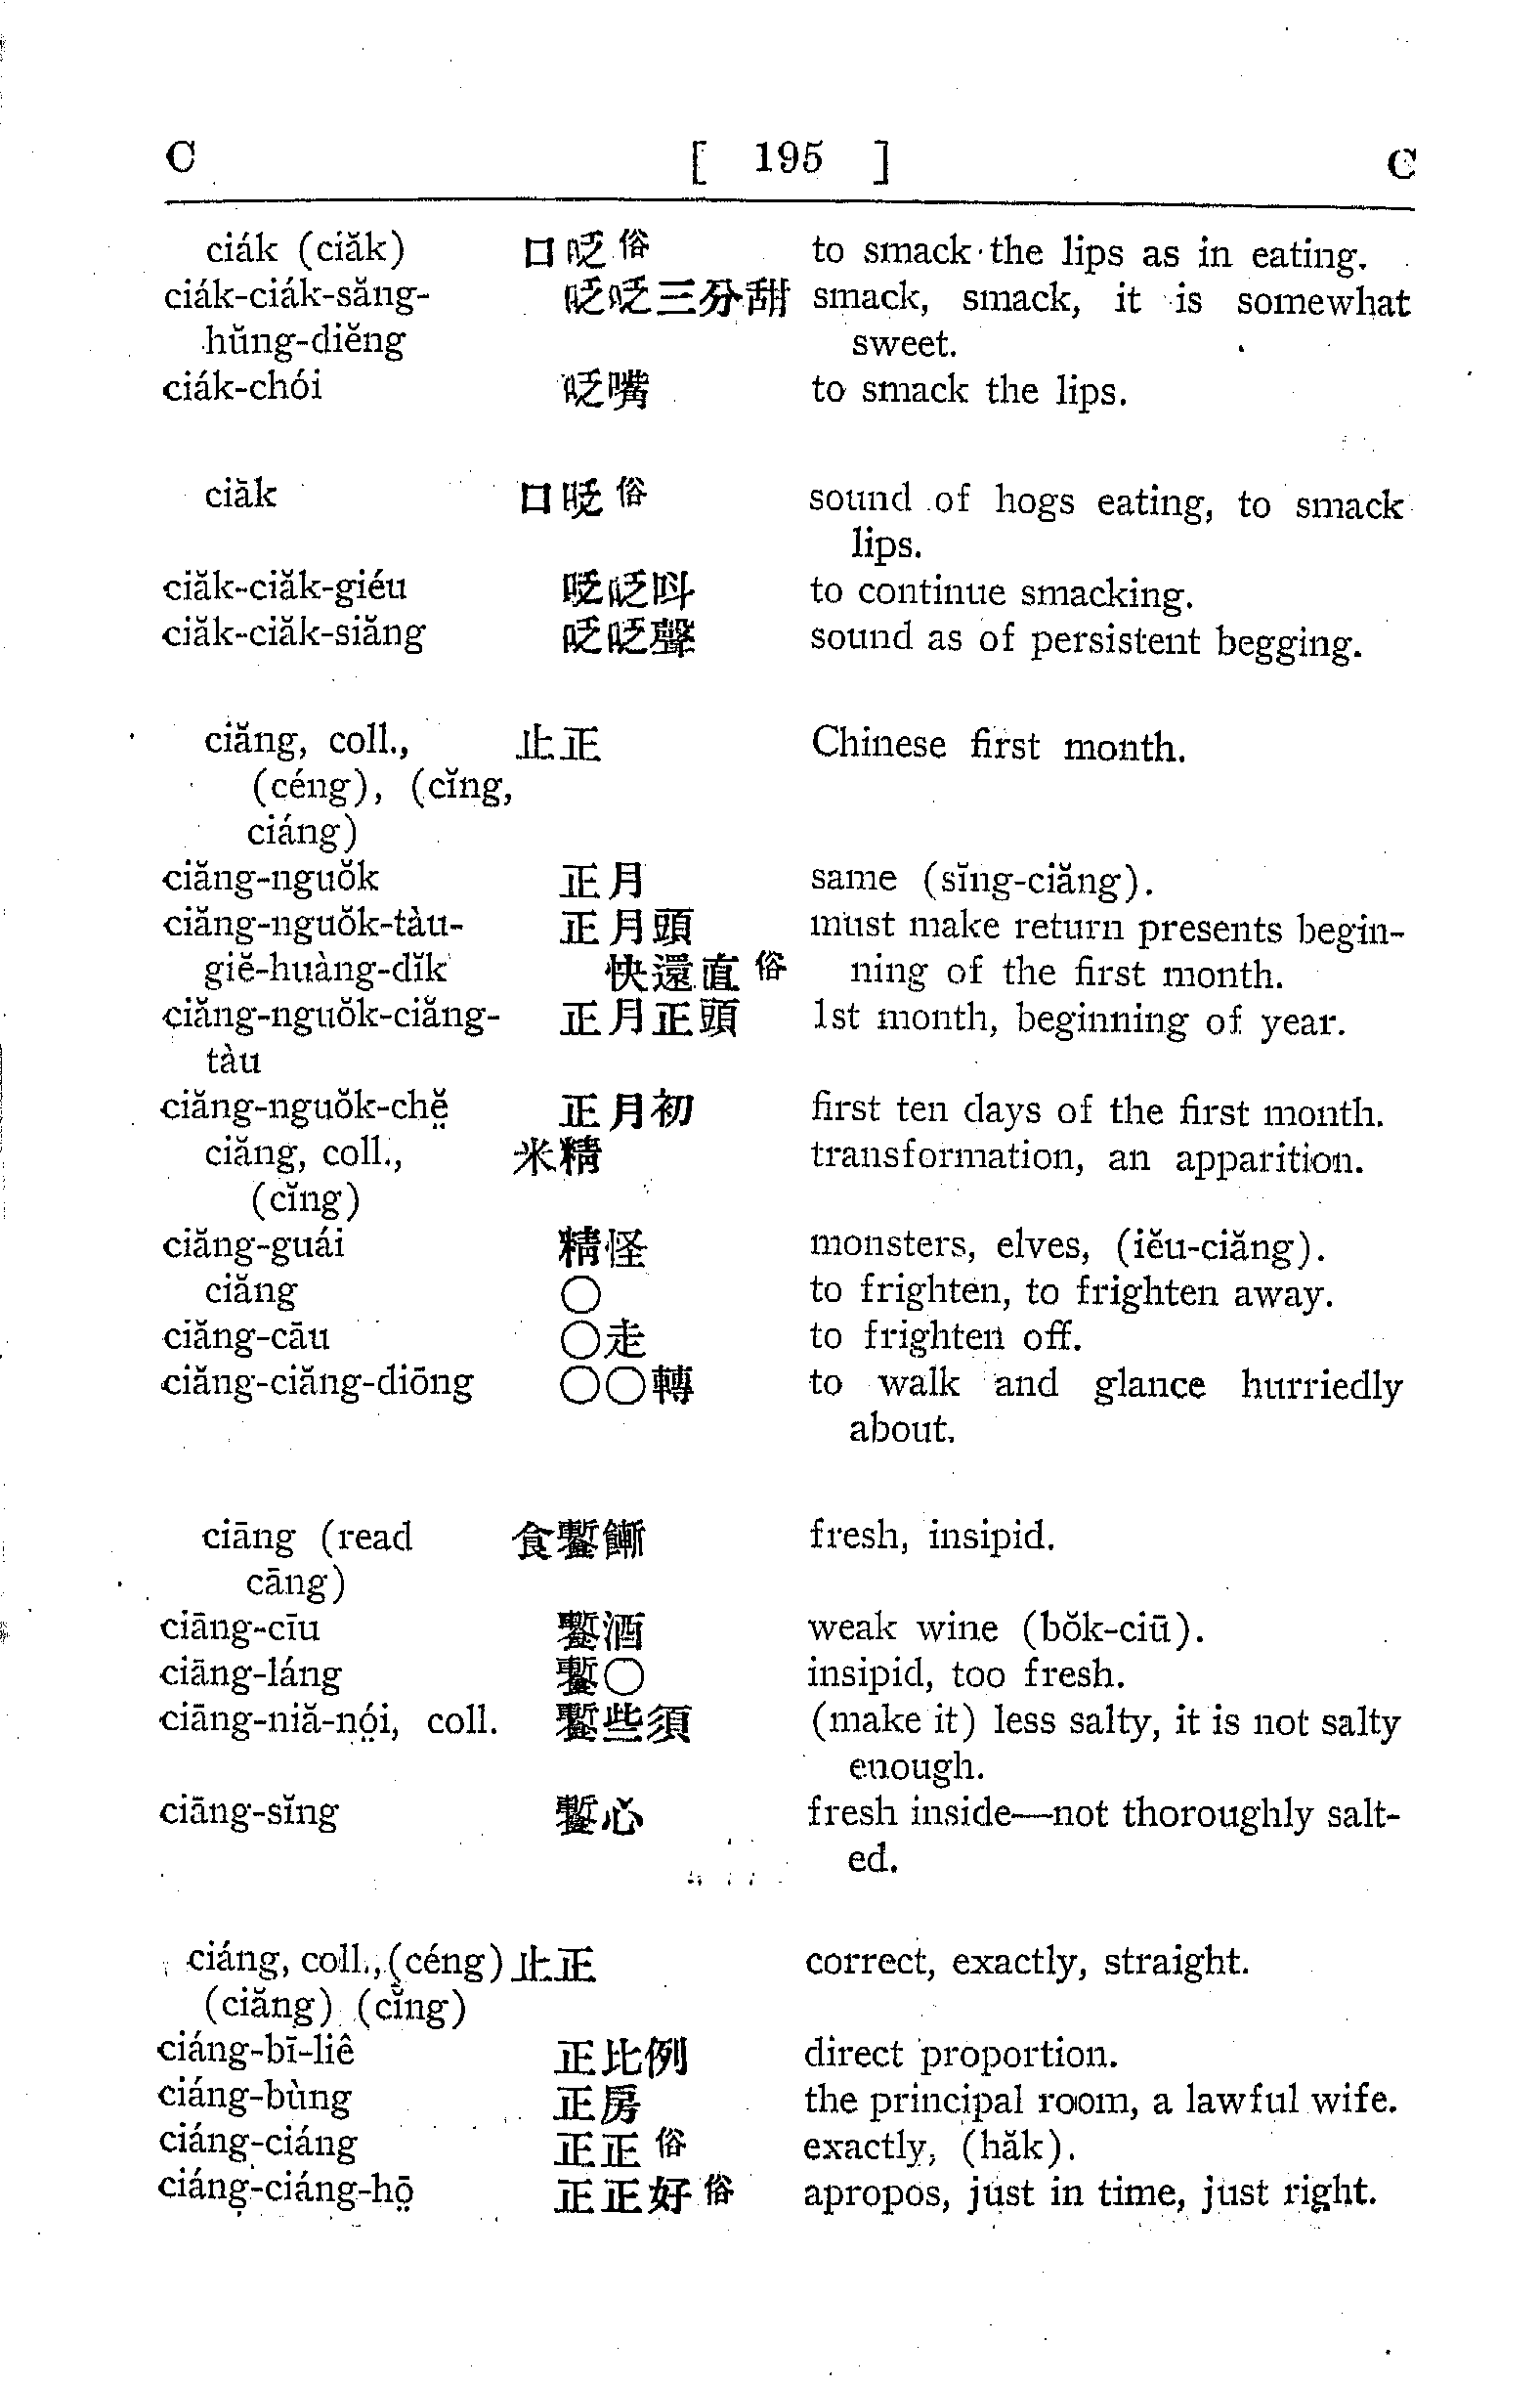 C [ 195 ] C
ciák (ciăk) 口 眨 俗 to smack the lips as in eating.
ciák-ciák-săng- 眨眨三分甜 smack, smack, it is somewhat
hŭng-diĕng sweet.
ciák-chói 眨嘴 to smack the lips.
ciăk 口 眨 俗 sound of hogs eating, to smack
lips.
ciăk-ciăk-giéu 眨眨呌 to continue smacking.
ciăk-ciăk-siăng 眨眨聲 sound as of persistent begging.
ciăng, coll., 止正 Chinese first month.
(céng), (cĭng,
ciáng)
ciăng-nguŏk 正月 same (sĭng-ciăng).
ciăng-nguŏk-tàu- 正月頭 must make return presents begin-
giĕ-huàng-dĭk 快還直 俗 ning of the first month.
ciăng-nguŏk-ciăng- 正月正頭 1st month, beginning of year.
tàu
ciăng-nguŏk-chĕ̤ 正月初 first ten days of the first month.
ciăng, coll., 米精 transformation, an apparition.
(cĭng)
ciăng-guái 精怪 monsters, elves, (iĕu-ciăng).
ciăng ○ to frighten, to frighten away.
ciăng-cāu ○走 to frighten off.
ciăng-ciăng-diōng ○○轉 to walk and glance hurriedly
about.
ciāng (read 食饏䭕 fresh, insipid.
cāng)
ciāng-cīu 饏酒 weak wine (bŏk-ciū).
ciāng-láng 饏○ insipid, too fresh.
ciāng-niă-nó̤i, coll. 饏些須 (make it) less salty, it is not salty
enough.
ciāng-sĭng 饏心 fresh inside—not thoroughly salt-
ed.
ciáng, coll., (céng) 止正 correct, exactly, straight.
(ciăng) (cĭng)
ciáng-bī-liê 正比例 direct proportion.
ciáng-bùng 正房 the principal room, a lawful wife.
ciáng-ciáng 正正 俗 exactly, (hăk).
ciáng-ciáng-hō̤ 正正好 俗 apropos, just in time, just right.